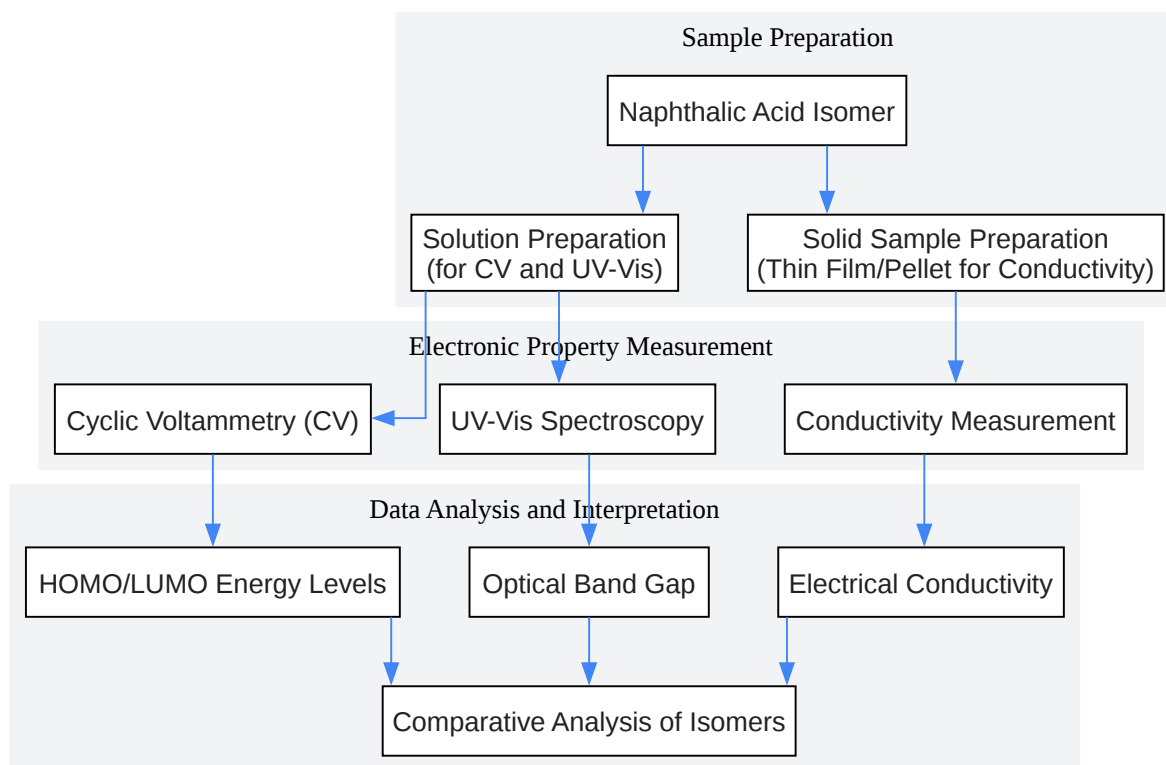 Sample Preparation
Naphthalic Acid Isomer
Solution Preparation
(for CV and UV-Vis)
Solid Sample Preparation
(Thin Film/Pellet for Conductivity)
Electronic Property Measurement
Cyclic Voltammetry (CV)
UV-Vis Spectroscopy
Conductivity Measurement
Data Analysis and Interpretation
HOMO/LUMO Energy Levels
Optical Band Gap
Electrical Conductivity
Comparative Analysis of Isomers